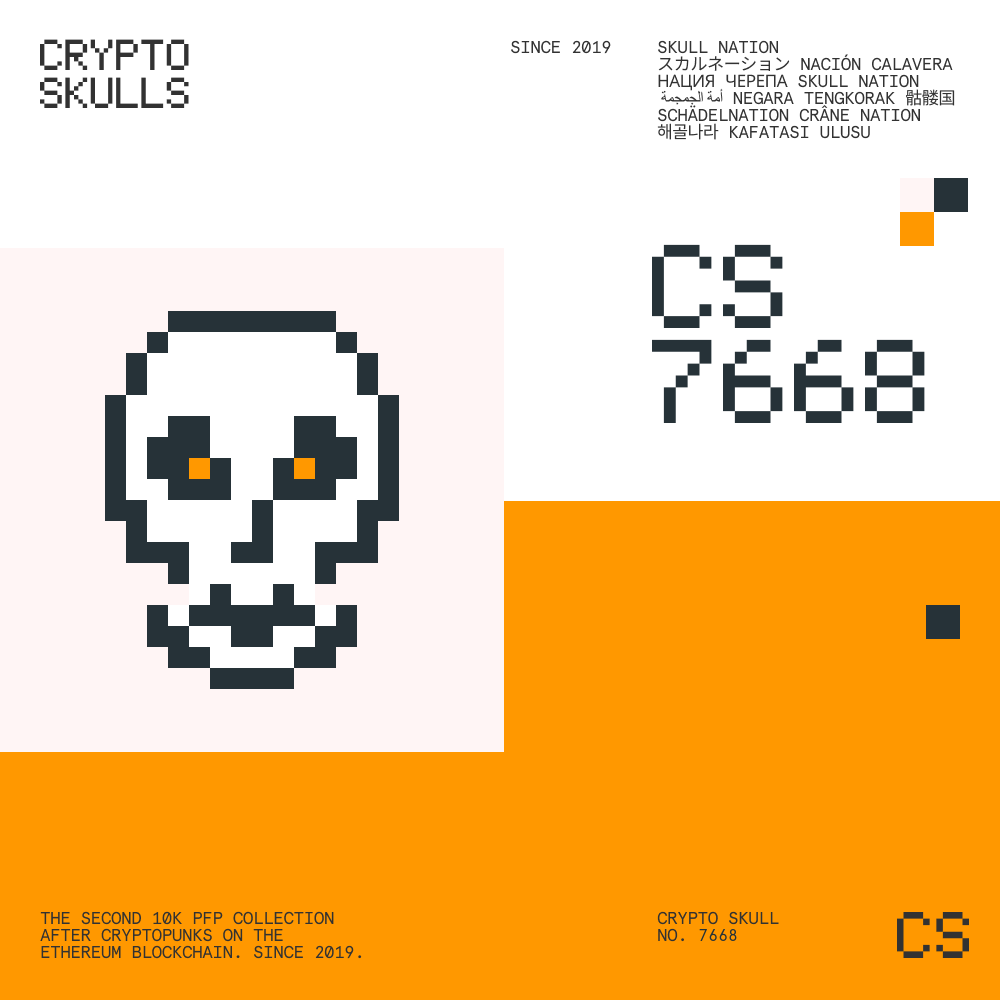 CRYPTO
SKULLS
SINCE 2019
SKULL NATION
スカルネーション NACIÓN CALAVERA
НАЦИЯ ЧЕРЕПА SKULL NATION
أمة الجمجمة NEGARA TENGKORAK 骷髅国
SCHÄDELNATION CRÂNE NATION
해골나라 KAFATASI ULUSU
CS
7668
THE SECOND 10K PFP COLLECTION
AFTER CRYPTOPUNKS ON THE
ETHEREUM BLOCKCHAIN. SINCE 2019.
CRYPTO SKULL
NO. 7668
CS